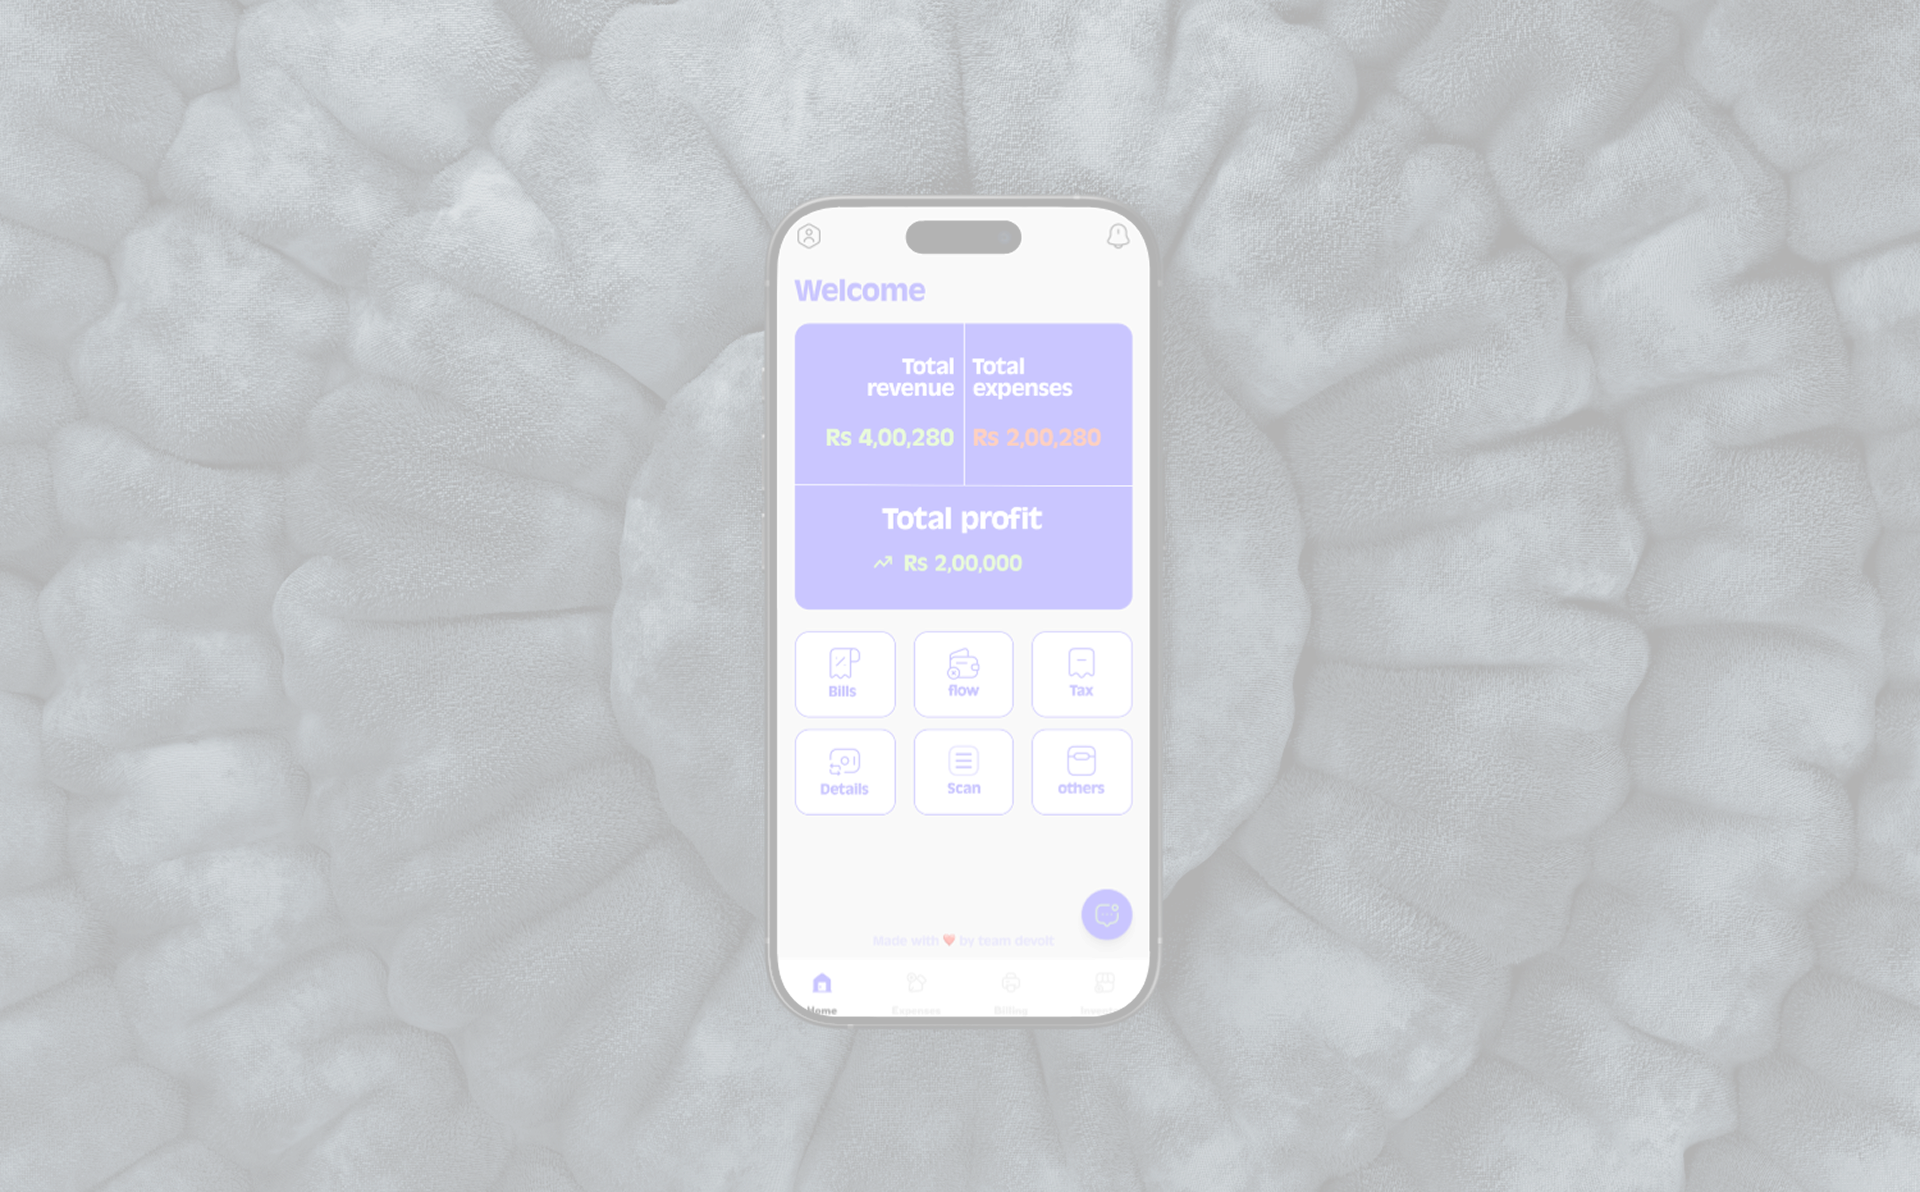 Welcome
Total
revenue
Total
expenses
Rs 4,00,280
Rs 2,00,280
Total profit
Rs 2,00,000
Bills
flow
Tax
Details
Scan
others
Made with ❤️ by team devolt
Home
Expenses
Billing